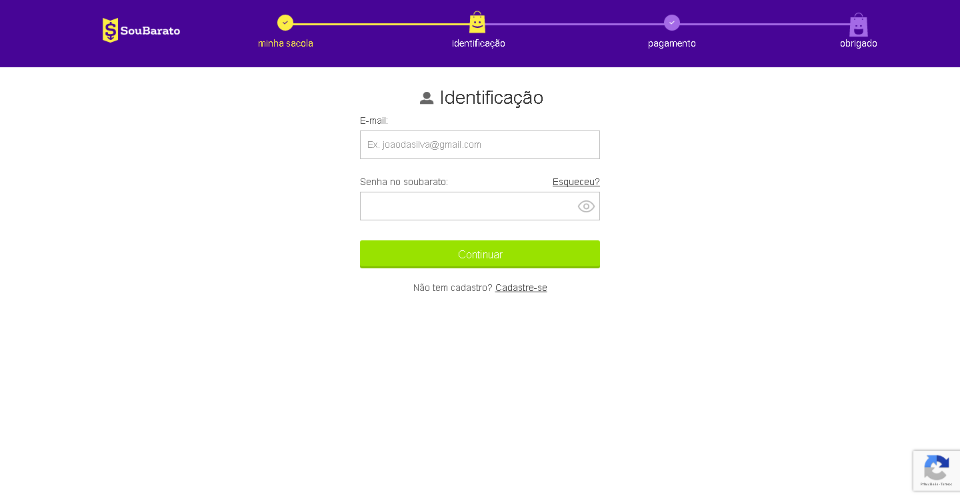 SouBarato
minha sacola
identificação
pagamento
obrigado
Identificação
E-mail:
Ex. joaodasilva@gmail.com
Senha no soubarato:
Esqueceu?
Continuar
Não tem cadastro? Cadastre-se